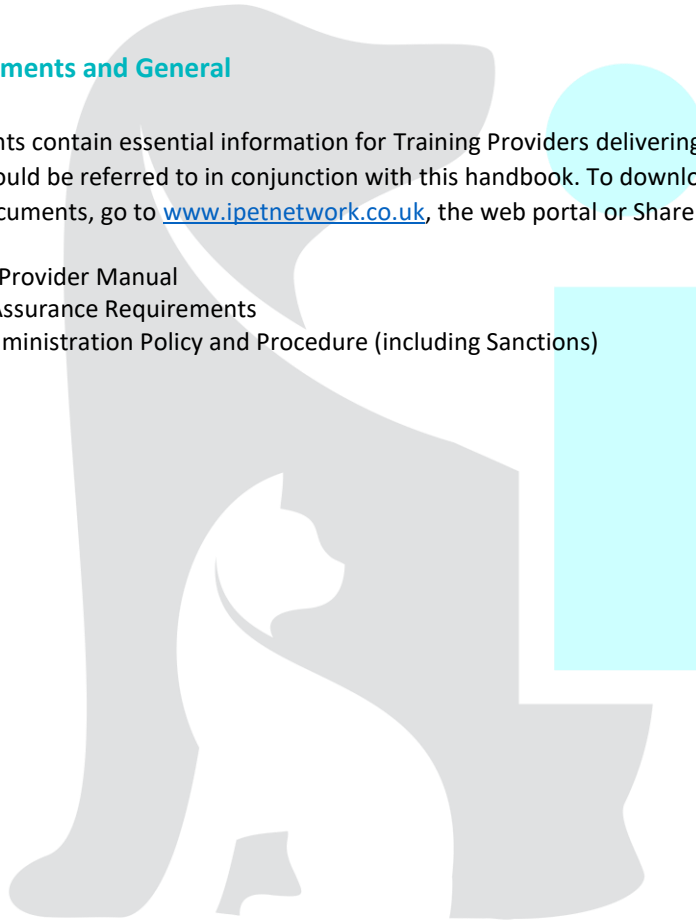 ments and General
nts contain essential information for Training Providers delivering
ould be referred to in conjunction with this handbook. To downlo
cuments, go to www.ipetnetwork.co.uk, the web portal or Share
Provider Manual
Assurance Requirements
ministration Policy and Procedure (including Sanctions)